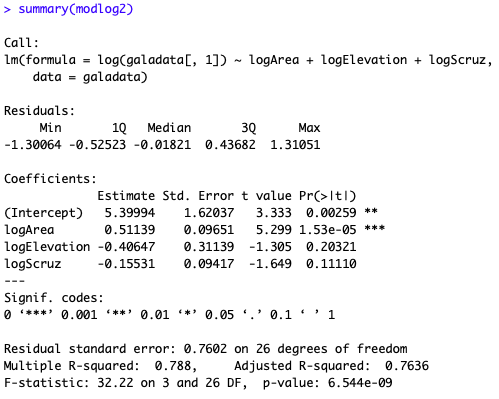 > summary(modlog2)

Call:
lm(formula = log(galadata[, 1]) ~ logArea + logElevation + logScruz,
    data = galadata)

Residuals:
     Min       1Q   Median       3Q      Max
-1.30064 -0.52523 -0.01821  0.43682  1.31051

Coefficients:
             Estimate Std. Error t value Pr(>|t|)
(Intercept)   5.39994    1.62037   3.333  0.00259 **
logArea       0.51139    0.09651   5.299 1.53e-05 ***
logElevation -0.40647    0.31139  -1.305  0.20321
logScruz     -0.15531    0.09417  -1.649  0.11110
---
Signif. codes:
0 ‘***’ 0.001 ‘**’ 0.01 ‘*’ 0.05 ‘.’ 0.1 ‘ ’ 1

Residual standard error: 0.7602 on 26 degrees of freedom
Multiple R-squared:  0.788,     Adjusted R-squared:  0.7636
F-statistic: 32.22 on 3 and 26 DF,  p-value: 6.544e-09